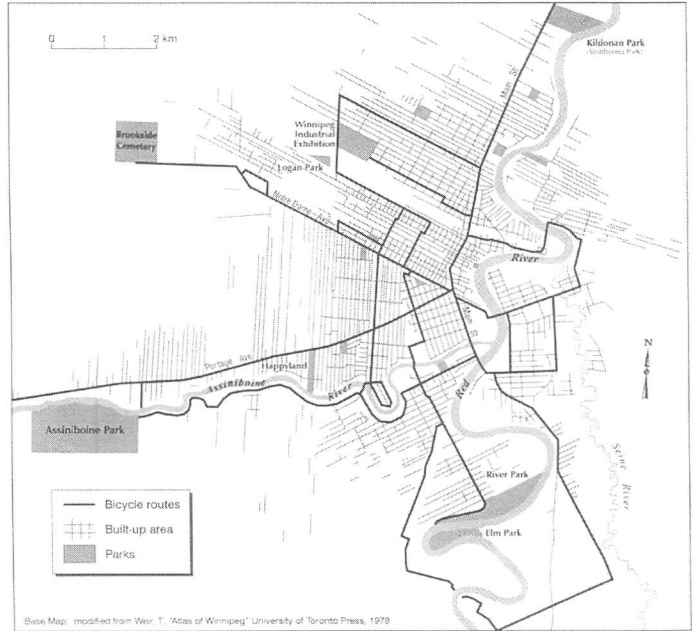 0 2 km
Kildonan Park
(Strathcona Park)
Main St
Brookside
Cemetery
Winnipeg
Industrial
Exhibition
Logan Park
Notre Dame Ave
River
Main St
N
Portage Ave
Happyland
Assiniboine
River
Red
Assiniboine Park
Seine
River
River Park
Elm Park
Bicycle routes
Built-up area
Parks
Base Map: modified from Weir, T., "Atlas of Winnipeg" University of Toronto Press, 1978